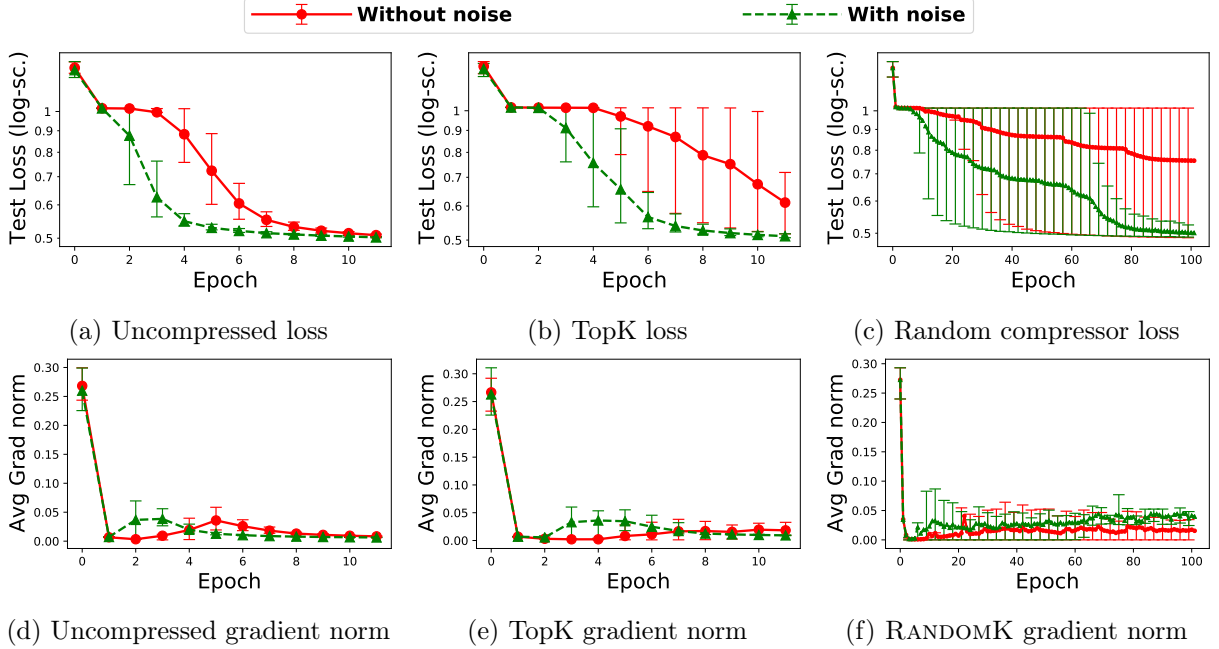 Without noise With noise
Test Loss (log-sc.)
1
0.9
0.8
0.7
0.6
0.5
0 2 4 6 8 10
Epoch
(a) Uncompressed loss
Test Loss (log-sc.)
1
0.9
0.8
0.7
0.6
0.5
0 2 4 6 8 10
Epoch
(b) TopK loss
Test Loss (log-sc.)
1
0.9
0.8
0.7
0.6
0.5
0 20 40 60 80 100
Epoch
(c) Random compressor loss
Avg Grad norm
0.30
0.25
0.20
0.15
0.10
0.05
0.00
0 2 4 6 8 10
Epoch
(d) Uncompressed gradient norm
Avg Grad norm
0.30
0.25
0.20
0.15
0.10
0.05
0.00
0 2 4 6 8 10
Epoch
(e) TopK gradient norm
Avg Grad norm
0.30
0.25
0.20
0.15
0.10
0.05
0.00
0 20 40 60 80 100
Epoch
(f) RANDOMK gradient norm